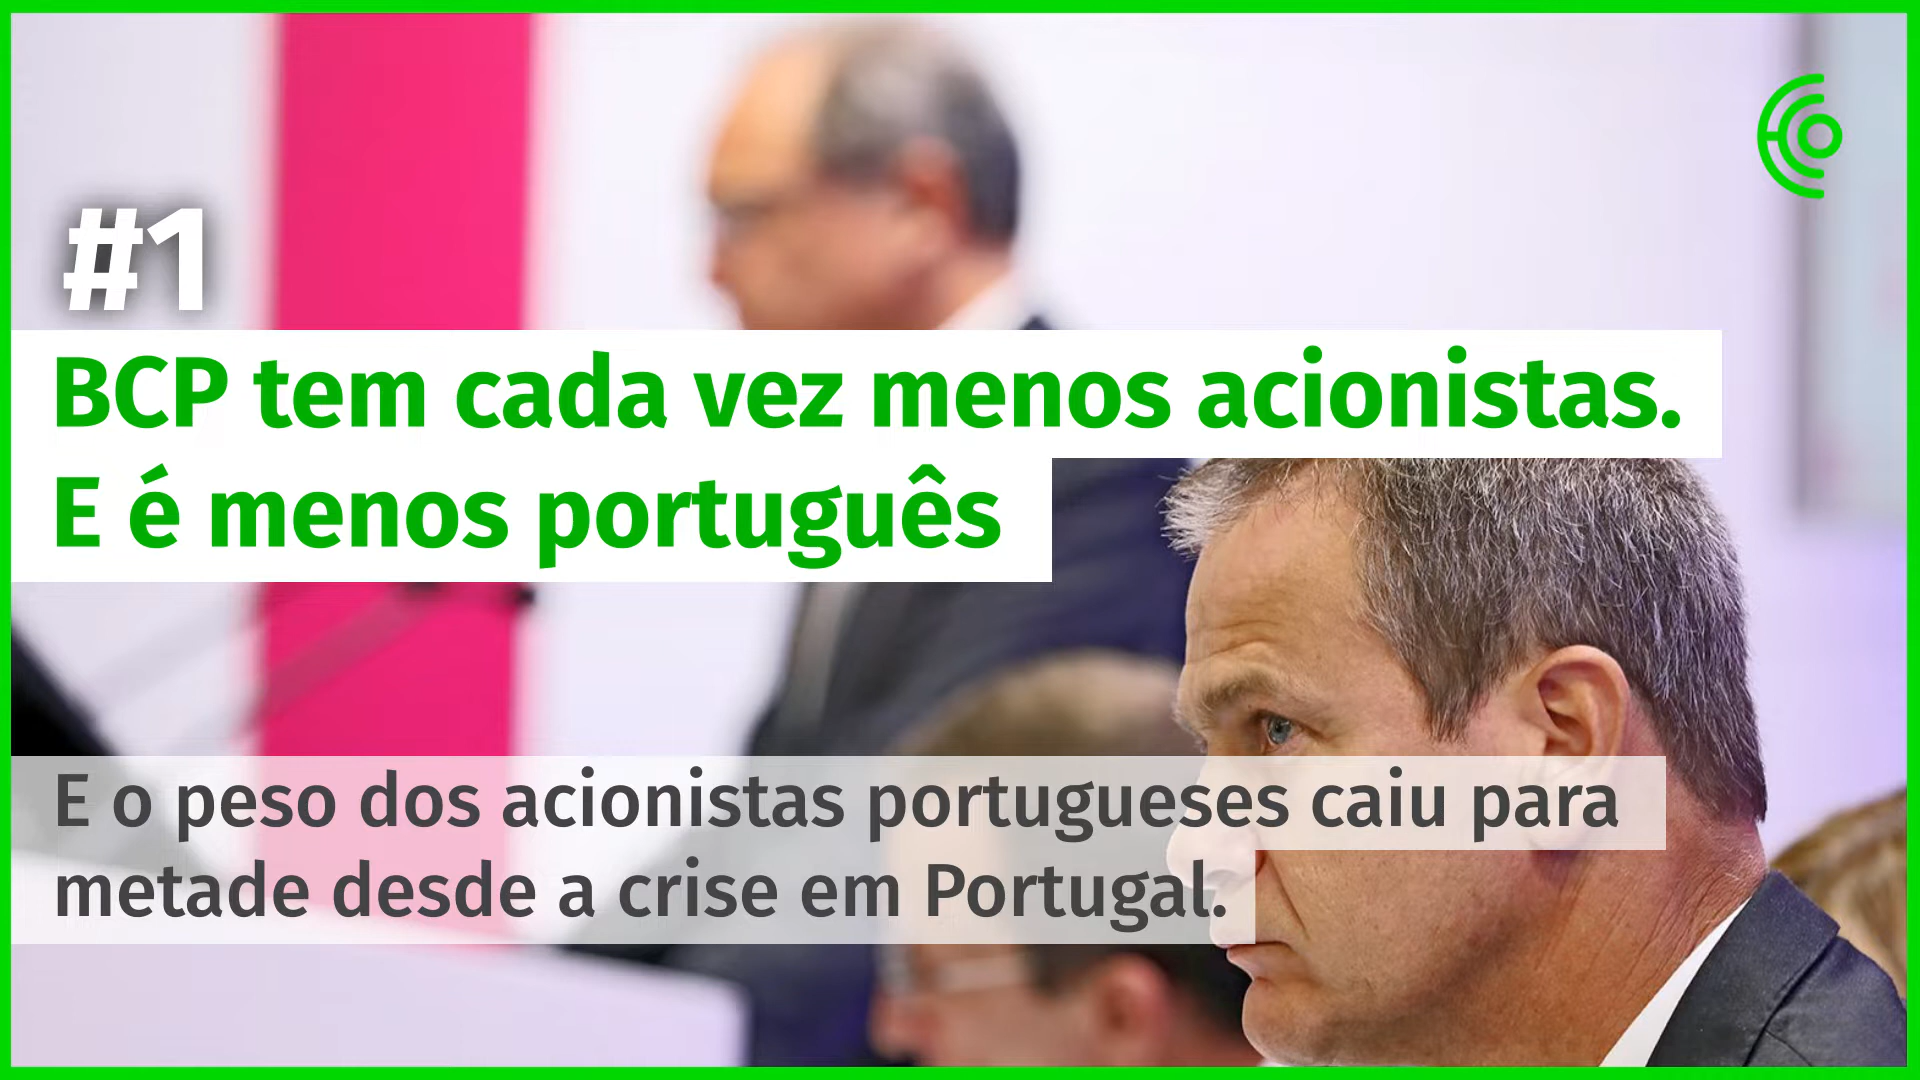 #1
BCP tem cada vez menos acionistas.
E é menos português
E o peso dos acionistas portugueses caiu para
metade desde a crise em Portugal.